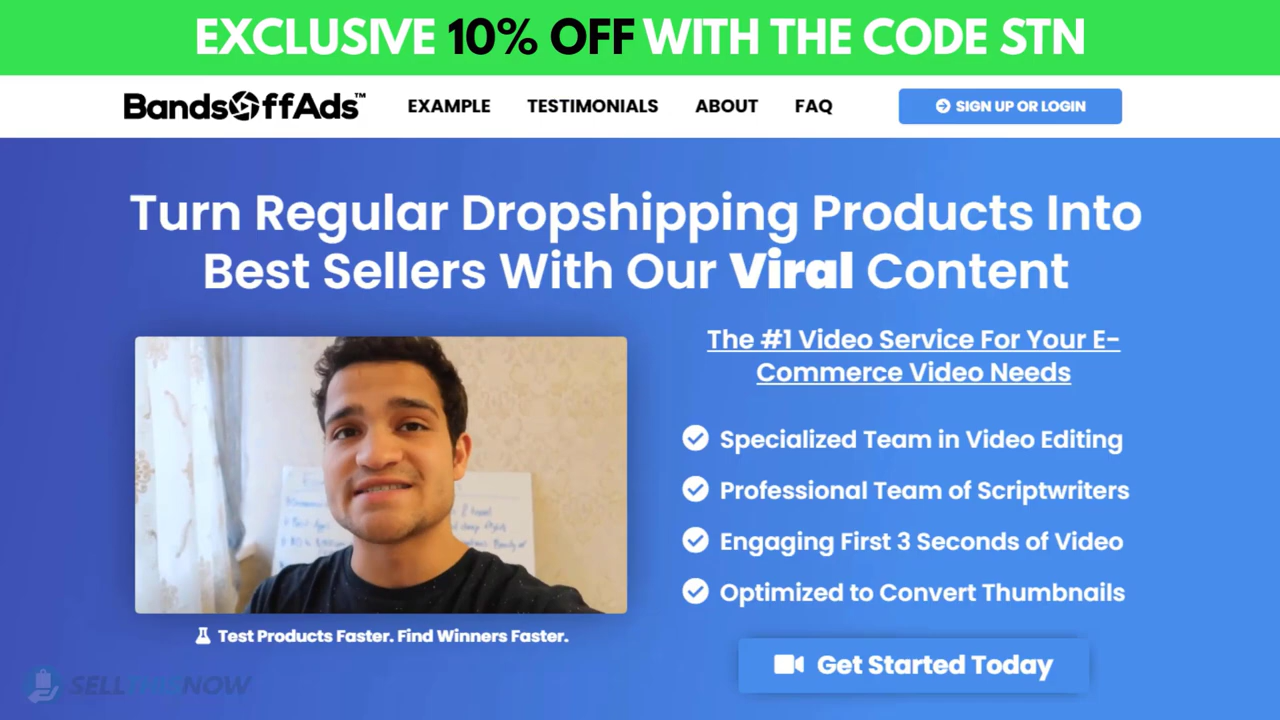 EXCLUSIVE 10% OFF WITH THE CODE STN
BandsOffAds™ EXAMPLE TESTIMONIALS ABOUT FAQ SIGN UP OR LOGIN
Turn Regular Dropshipping Products Into
Best Sellers With Our Viral Content
The #1 Video Service For Your E-
Commerce Video Needs
Specialized Team in Video Editing
Professional Team of Scriptwriters
Engaging First 3 Seconds of Video
Optimized to Convert Thumbnails
Test Products Faster. Find Winners Faster.
Get Started Today
SELLTHISNOW